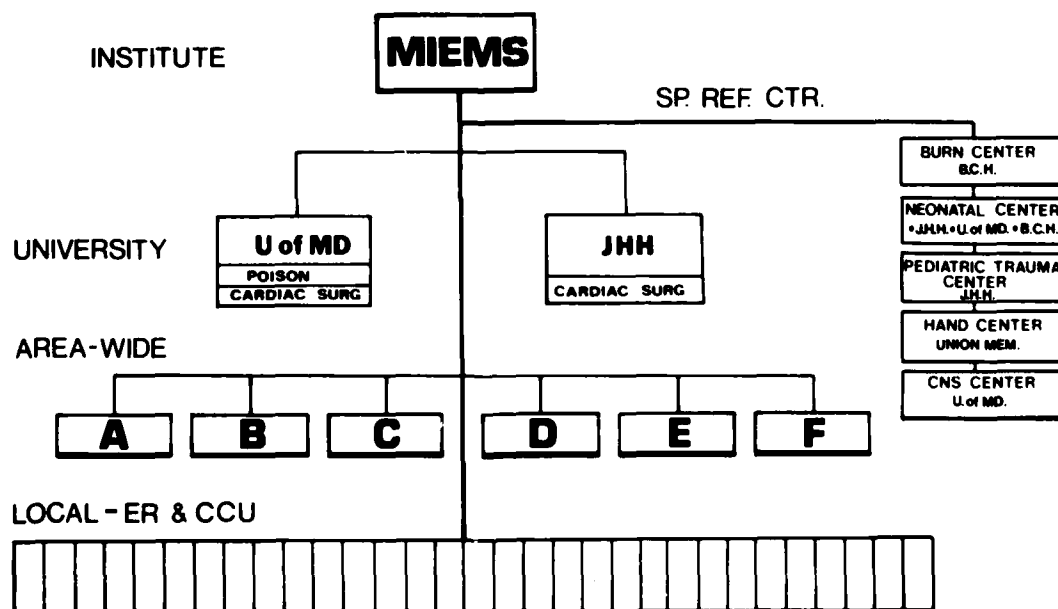 INSTITUTE
MIEMS
SP. REF. CTR.
BURN CENTER
B.C.H.
NEONATAL CENTER
•J.H.H.•U. of MD.•B.C.H.
PEDIATRIC TRAUMA
CENTER
J.H.H.
HAND CENTER
UNION MEM.
CNS CENTER
U. of MD.
UNIVERSITY
U of MD
POISON
CARDIAC SURG
JHH
CARDIAC SURG
AREA-WIDE
A
B
C
D
E
F
LOCAL - ER & CCU